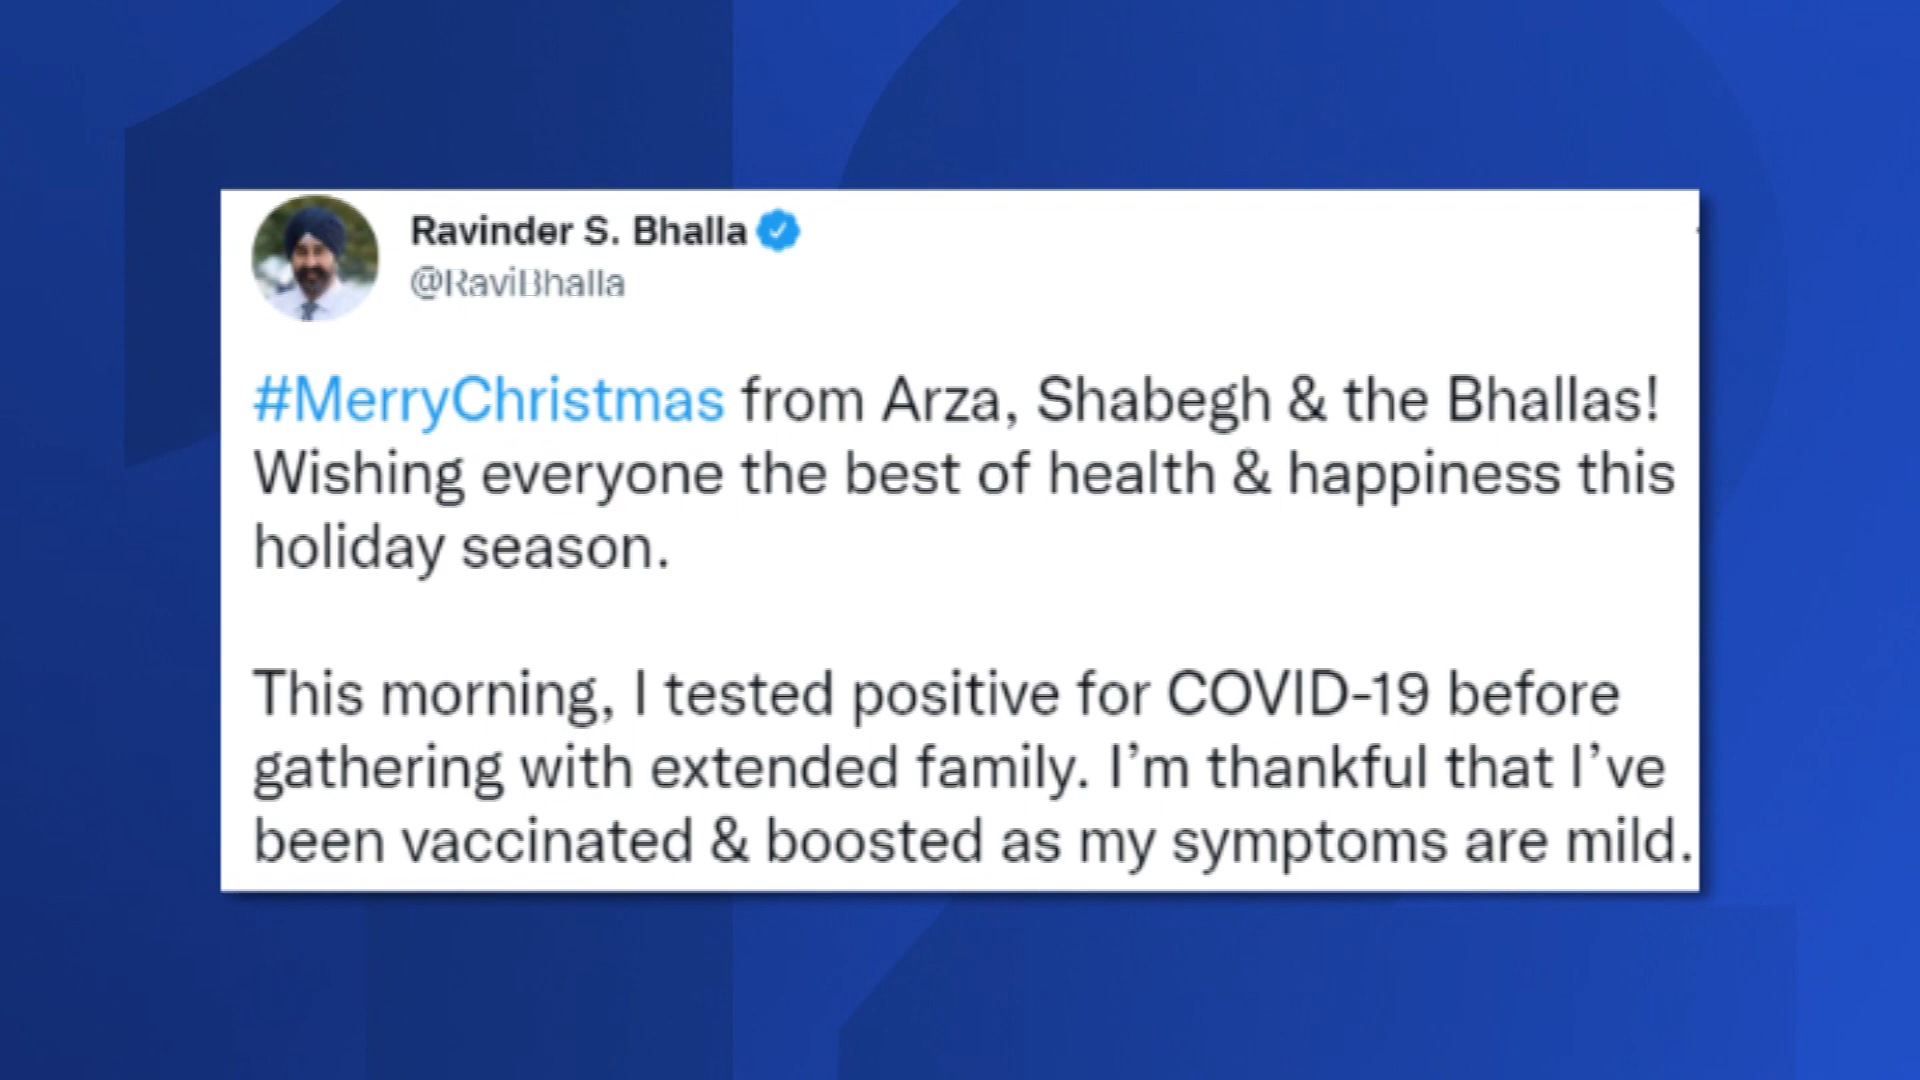 Ravinder S. Bhalla
@RaviBhalla
#MerryChristmas from Arza, Shabegh & the Bhallas!
Wishing everyone the best of health & happiness this
holiday season.
This morning, I tested positive for COVID-19 before
gathering with extended family. I’m thankful that I’ve
been vaccinated & boosted as my symptoms are mild.